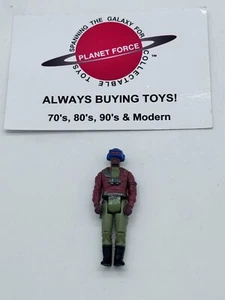 SPANNING THE GALAXY FOR
PLANET FORCE
COLLECTABLE TOYS
ALWAYS BUYING TOYS!
70's, 80's, 90's & Modern